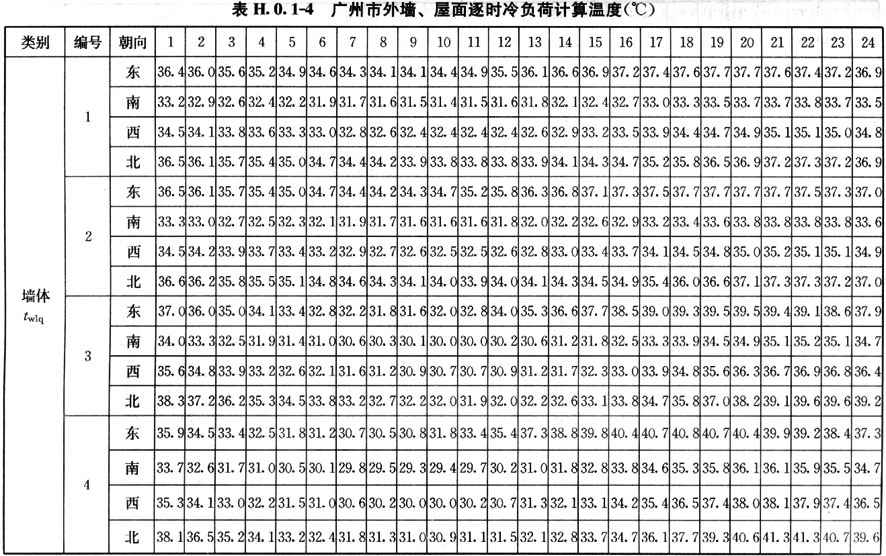 表 H.0.1-4 广州市外墙、屋面逐时冷负荷计算温度(℃)
类别 编号 朝向 1 2 3 4 5 6 7 8 9 10 11 12 13 14 15 16 17 18 19 20 21 22 23 24
墙体 twlq
1
东 36.4 36.0 35.6 35.2 34.9 34.6 34.3 34.1 34.1 34.4 34.9 35.5 36.1 36.6 36.9 37.2 37.4 37.6 37.7 37.7 37.6 37.4 37.2 36.9
南 33.2 32.9 32.6 32.4 32.2 31.9 31.7 31.6 31.5 31.4 31.5 31.6 31.8 32.1 32.4 32.7 33.0 33.3 33.5 33.7 33.7 33.8 33.7 33.5
西 34.5 34.1 33.8 33.6 33.3 33.0 32.8 32.6 32.4 32.4 32.4 32.4 32.6 32.9 33.2 33.5 33.9 34.4 34.7 34.9 35.1 35.1 35.0 34.8
北 36.5 36.1 35.7 35.4 35.0 34.7 34.4 34.2 33.9 33.8 33.8 33.8 33.9 34.1 34.3 34.7 35.2 35.8 36.5 36.9 37.2 37.3 37.2 36.9
2
东 36.5 36.1 35.7 35.4 35.0 34.7 34.4 34.2 34.3 34.7 35.2 35.8 36.3 36.8 37.1 37.3 37.5 37.7 37.7 37.7 37.7 37.5 37.3 37.0
南 33.3 33.0 32.7 32.5 32.3 32.1 31.9 31.7 31.6 31.6 31.6 31.8 32.0 32.2 32.6 32.9 33.2 33.4 33.6 33.8 33.8 33.8 33.8 33.6
西 34.5 34.2 33.9 33.7 33.4 33.2 32.9 32.7 32.6 32.5 32.5 32.6 32.8 33.0 33.4 33.7 34.1 34.5 34.8 35.0 35.2 35.1 35.1 34.9
北 36.6 36.2 35.8 35.5 35.1 34.8 34.6 34.3 34.1 34.0 33.9 34.0 34.1 34.3 34.5 34.9 35.4 36.0 36.6 37.1 37.3 37.3 37.2 37.0
3
东 37.0 36.0 35.0 34.1 33.4 32.8 32.2 31.8 31.6 32.0 32.8 34.0 35.3 36.6 37.7 38.5 39.0 39.3 39.5 39.5 39.4 39.1 38.6 37.9
南 34.0 33.3 32.5 31.9 31.4 31.0 30.6 30.3 30.1 30.0 30.0 30.2 30.6 31.2 31.8 32.5 33.3 33.9 34.5 34.9 35.1 35.2 35.1 34.7
西 35.6 34.8 33.9 33.2 32.6 32.1 31.6 31.2 30.9 30.7 30.7 30.9 31.2 31.7 32.3 33.0 33.9 34.8 35.6 36.3 36.7 36.9 36.8 36.4
北 38.3 37.2 36.2 35.3 34.5 33.8 33.2 32.7 32.2 32.0 31.9 32.0 32.2 32.6 33.1 33.8 34.7 35.8 37.0 38.2 39.1 39.6 39.6 39.2
4
东 35.9 34.5 33.4 32.5 31.8 31.2 30.7 30.5 30.8 31.8 33.4 35.4 37.3 38.8 39.8 40.4 40.7 40.8 40.7 40.4 39.9 39.2 38.4 37.3
南 33.7 32.6 31.7 31.0 30.5 30.1 29.8 29.5 29.3 29.4 29.7 30.2 31.0 31.8 32.8 33.8 34.6 35.3 35.8 36.1 36.1 35.9 35.5 34.7
西 35.3 34.1 33.0 32.2 31.5 31.0 30.6 30.2 30.0 30.0 30.2 30.7 31.3 32.1 33.1 34.2 35.4 36.5 37.4 38.0 38.1 37.9 37.4 36.5
北 38.1 36.5 35.2 34.1 33.2 32.4 31.8 31.3 31.0 30.9 31.1 31.5 32.1 32.8 33.7 34.7 36.1 37.7 39.3 40.6 41.3 41.3 40.7 39.6